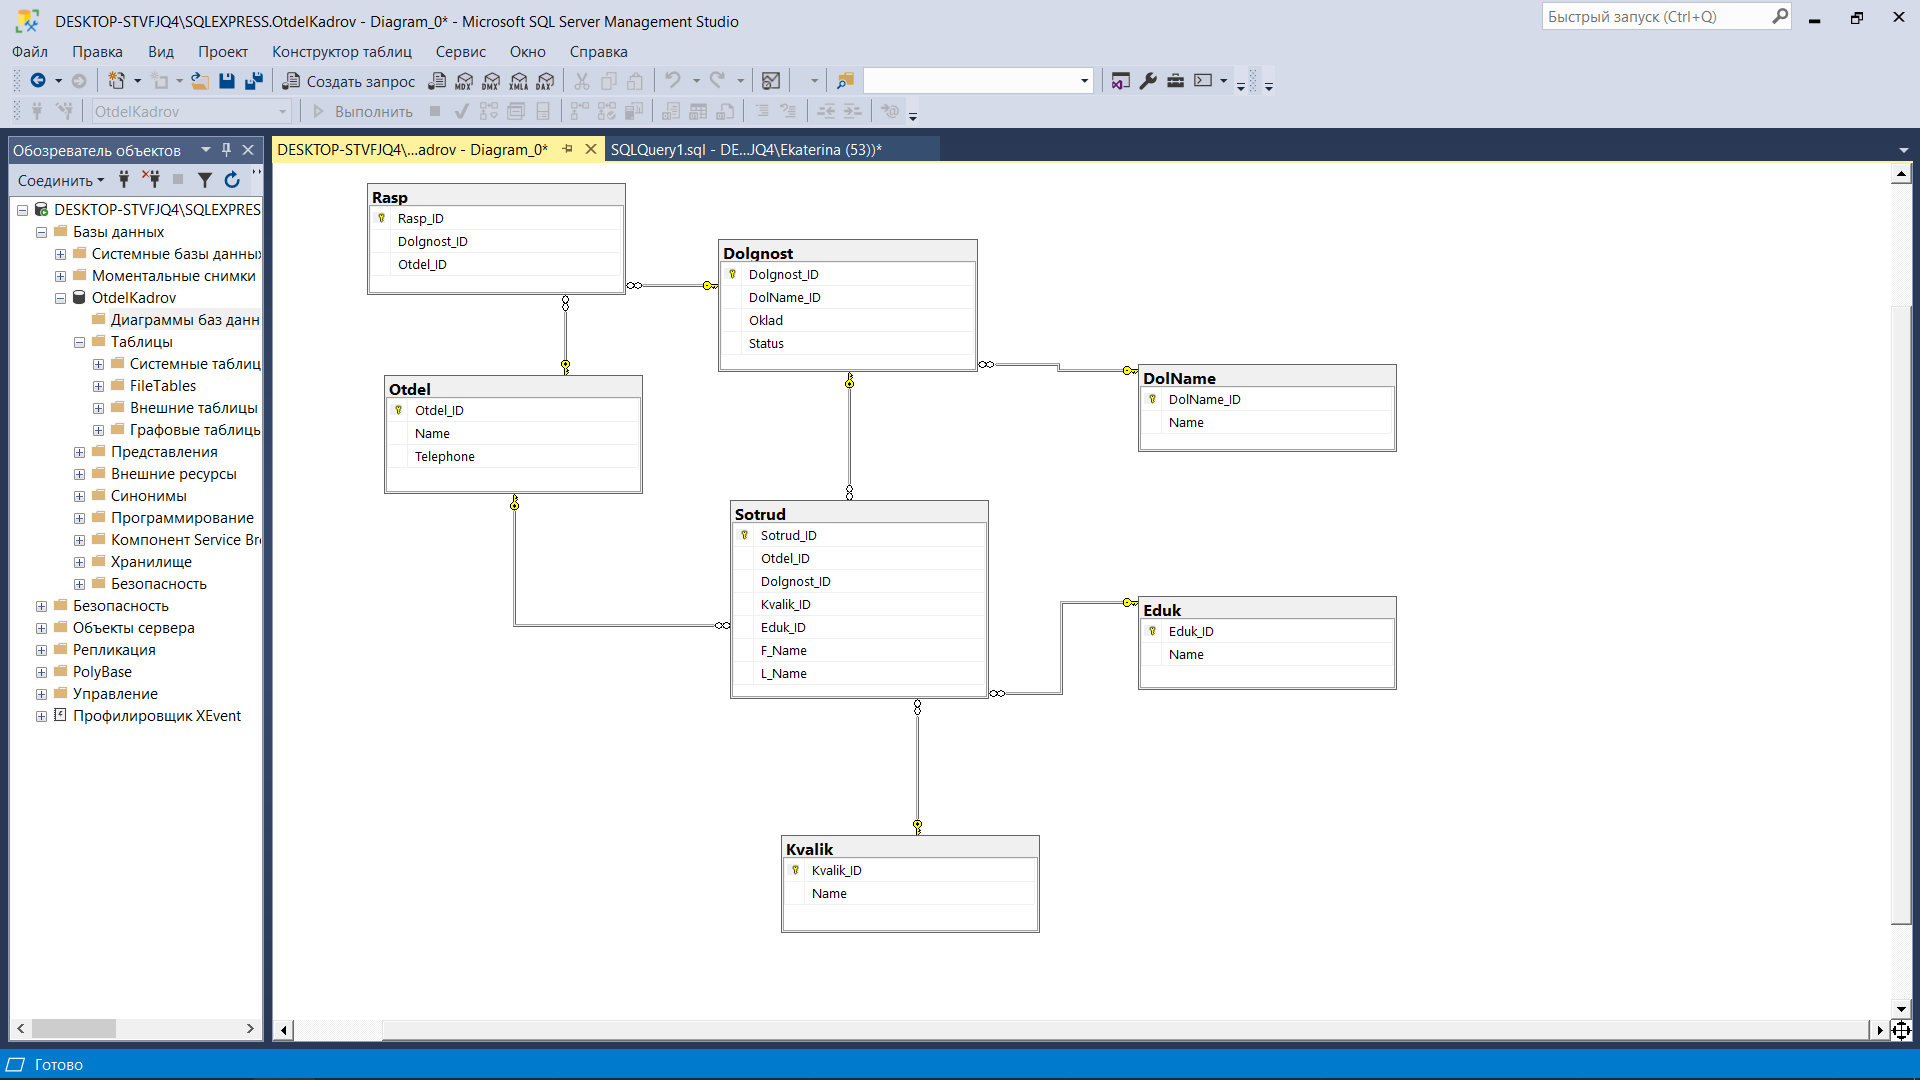 DESKTOP-STVFJQ4\SQLEXPRESS.OtdelKadrov - Diagram_0* - Microsoft SQL Server Management Studio
Быстрый запуск (Ctrl+Q)
Файл Правка Вид Проект Конструктор таблиц Сервис Окно Справка
Создать запрос MDX DMX XMLA DAX
OtdelKadrov Выполнить
Обозреватель объектов
DESKTOP-STVFJQ4\...adrov - Diagram_0*
SQLQuery1.sql - DE...JQ4\Ekaterina (53))*
Соединить
DESKTOP-STVFJQ4\SQLEXPRES
Базы данных
Системные базы данны
Моментальные снимки
OtdelKadrov
Диаграммы баз данн
Таблицы
Системные таблиц
FileTables
Внешние таблицы
Графовые таблиць
Представления
Внешние ресурсы
Синонимы
Программирование
Компонент Service Br
Хранилище
Безопасность
Безопасность
Объекты сервера
Репликация
PolyBase
Управление
Профилировщик XEvent
Rasp
Rasp_ID
Dolgnost_ID
Otdel_ID
Dolgnost
Dolgnost_ID
DolName_ID
Oklad
Status
DolName
DolName_ID
Name
Otdel
Otdel_ID
Name
Telephone
Sotrud
Sotrud_ID
Otdel_ID
Dolgnost_ID
Kvalik_ID
Eduk_ID
F_Name
L_Name
Eduk
Eduk_ID
Name
Kvalik
Kvalik_ID
Name
Готово